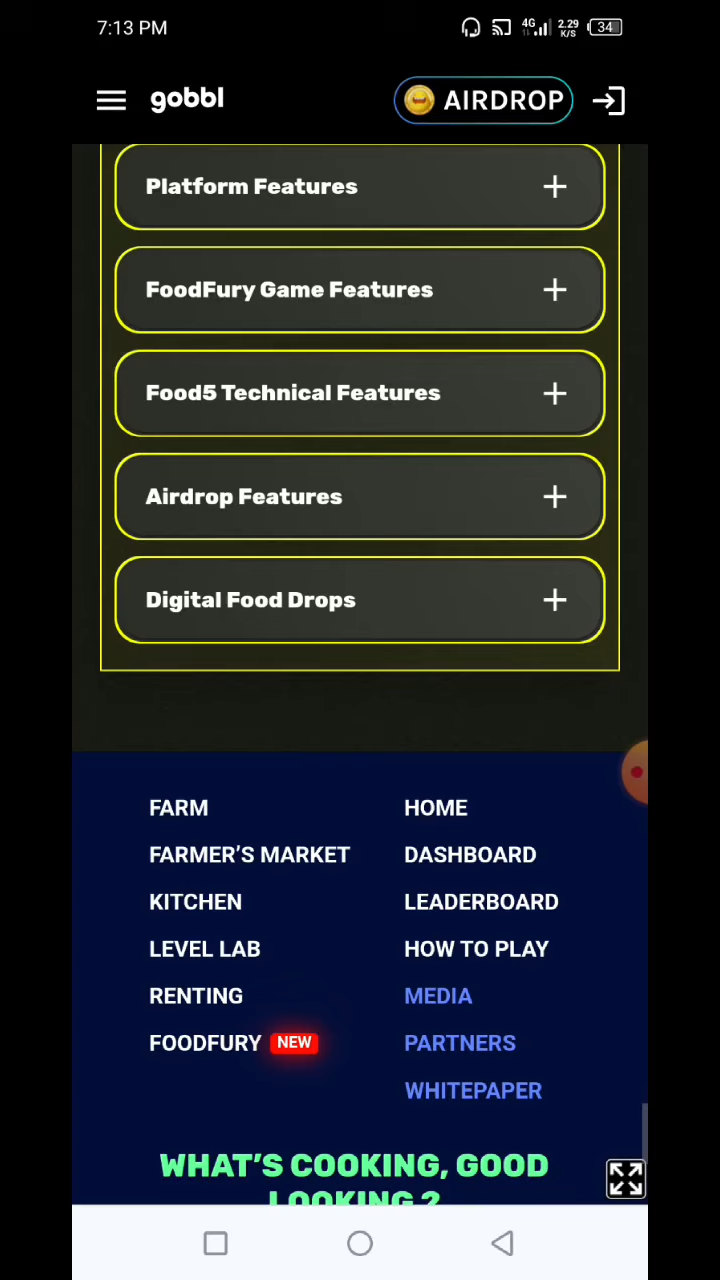 7:13 PM
4G
2.29
K/S
34
gobbl
AIRDROP
Platform Features
FoodFury Game Features
Food5 Technical Features
Airdrop Features
Digital Food Drops
FARM
HOME
FARMER’S MARKET
DASHBOARD
KITCHEN
LEADERBOARD
LEVEL LAB
HOW TO PLAY
RENTING
MEDIA
FOODFURY NEW
PARTNERS
WHITEPAPER
WHAT’S COOKING, GOOD
LOOKING ?